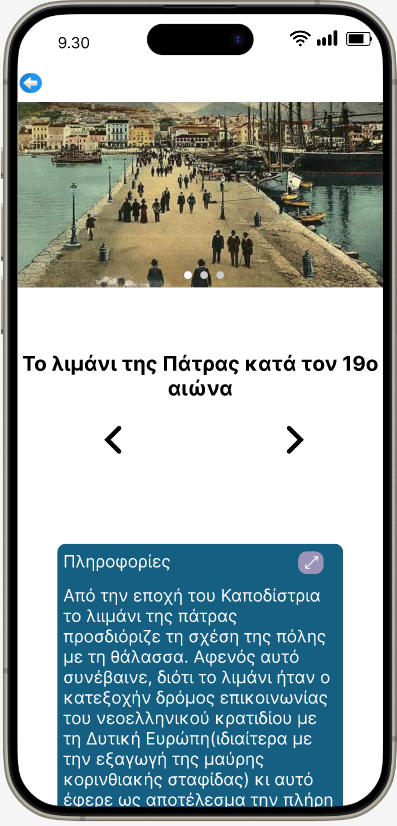 9.30
Το λιμάνι της Πάτρας κατά τον 19ο
αιώνα
Πληροφορίες
Από την εποχή του Καποδίστρια
το λιιμάνι της πάτρας
προσδιόριζε τη σχέση της πόλης
με τη θάλασσα. Αφενός αυτό
συνέβαινε, διότι το λιμάνι ήταν ο
κατεξοχήν δρόμος επικοινωνίας
του νεοελληνικού κρατιδίου με
τη Δυτική Ευρώπη(ιδιαίτερα με
την εξαγωγή της μαύρης
κορινθιακής σταφίδας) κι αυτό
έφερε ως αποτέλεσμα την πλήρη